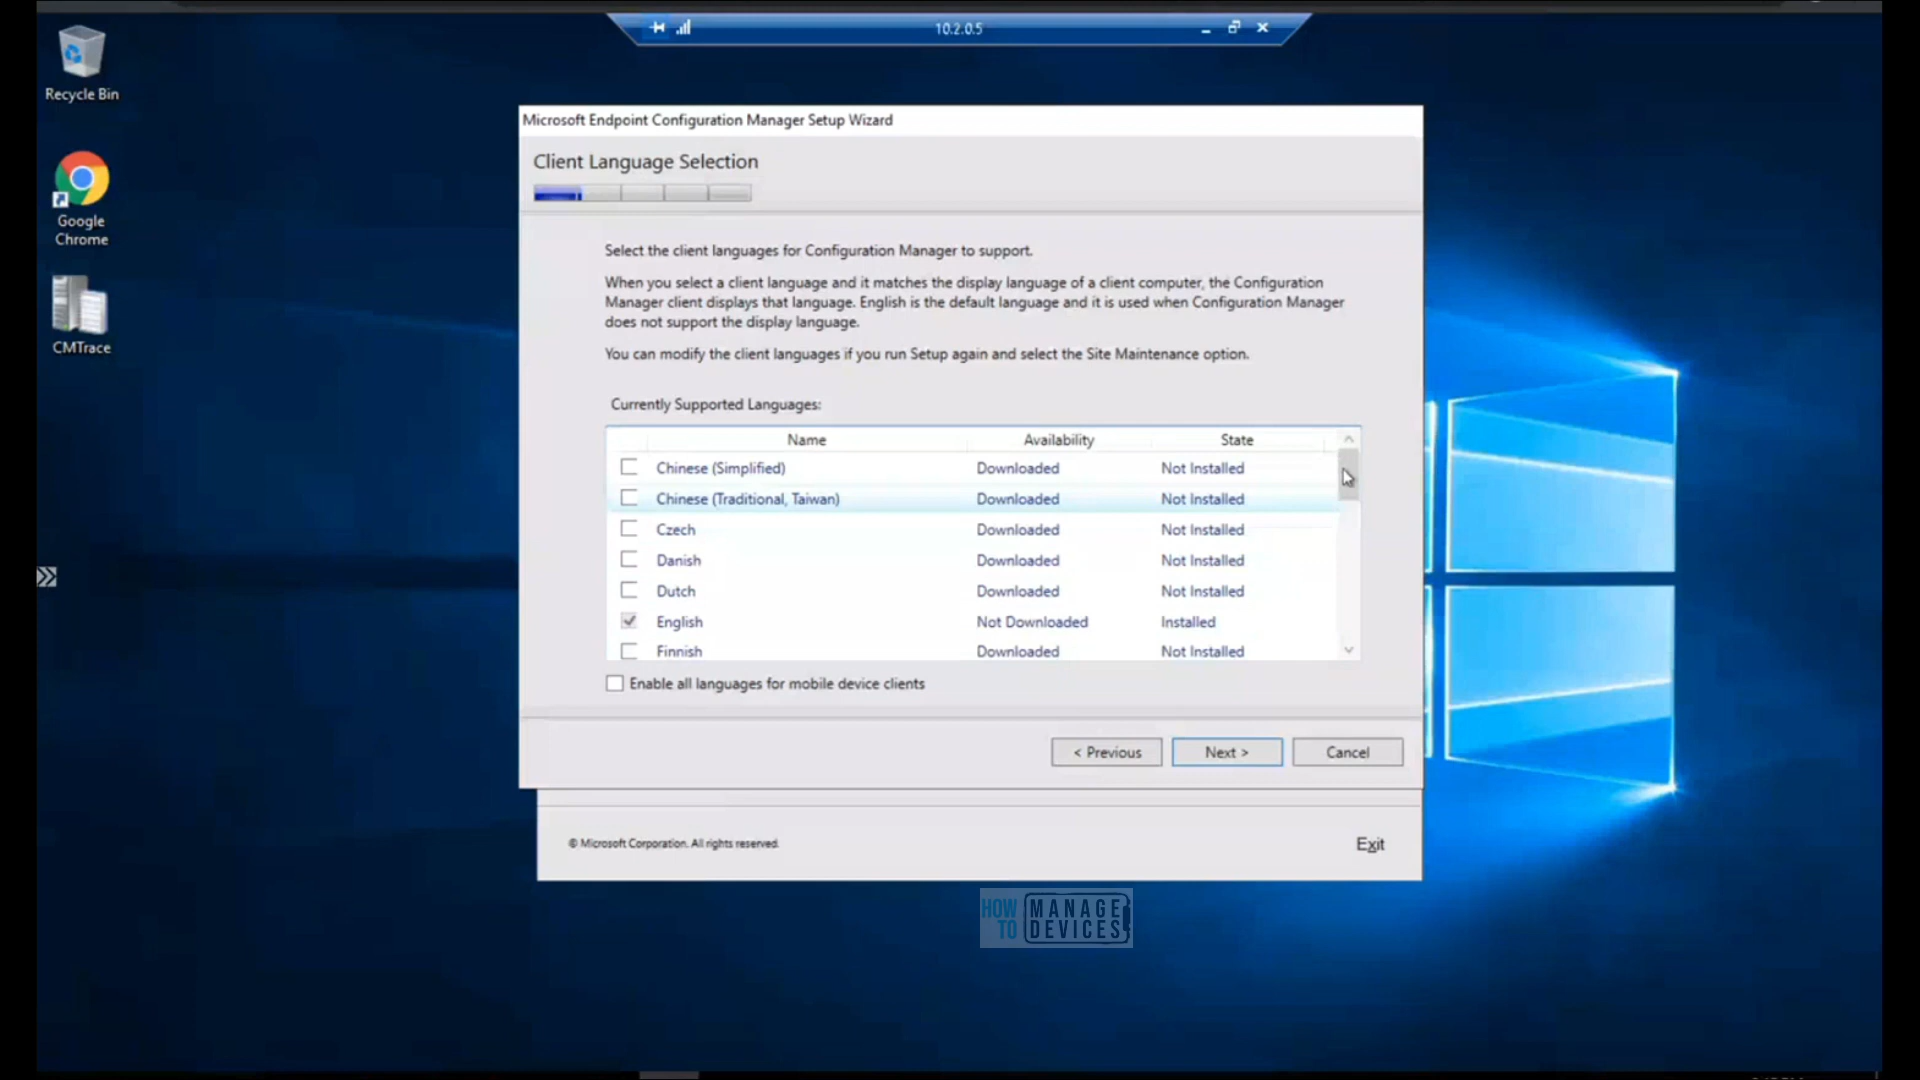 10.2.0.5
Recycle Bin
Google
Chrome
CMTrace
Microsoft Endpoint Configuration Manager Setup Wizard
Client Language Selection
Select the client languages for Configuration Manager to support.
When you select a client language and it matches the display language of a client computer, the Configuration
Manager client displays that language. English is the default language and it is used when Configuration Manager
does not support the display language.
You can modify the client languages if you run Setup again and select the Site Maintenance option.
Currently Supported Languages:
Name Availability State
Chinese (Simplified) Downloaded Not Installed
Chinese (Traditional, Taiwan) Downloaded Not Installed
Czech Downloaded Not Installed
Danish Downloaded Not Installed
Dutch Downloaded Not Installed
English Not Downloaded Installed
Finnish Downloaded Not Installed
Enable all languages for mobile device clients
< Previous Next > Cancel
© Microsoft Corporation. All rights reserved.
Exit
HOW TO MANAGE DEVICES